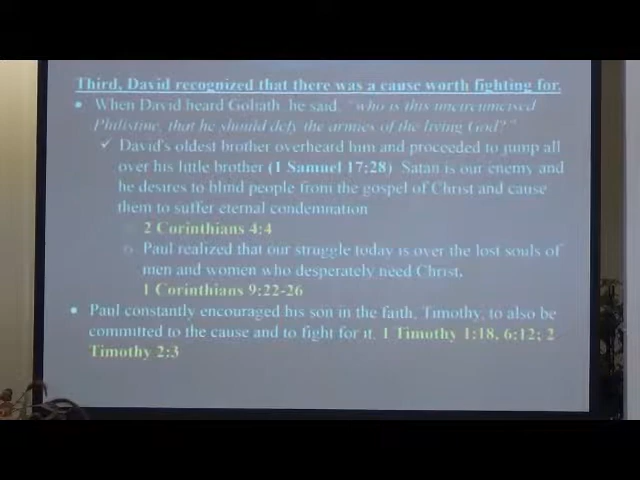 Third, David recognized that there was a cause worth fighting for.
• When David heard Goliath he said, "who is this uncircumcised
Philistine, that he should defy the armies of the living God?"
✓ David's oldest brother overheard him and proceeded to jump all
over his little brother (1 Samuel 17:28) Satan is our enemy and
he desires to blind people from the gospel of Christ and cause
them to suffer eternal condemnation
2 Corinthians 4:4
o Paul realized that our struggle today is over the lost souls of
men and women who desperately need Christ.
1 Corinthians 9:22-26
• Paul constantly encouraged his son in the faith, Timothy, to also be
committed to the cause and to fight for it. 1 Timothy 1:18, 6:12; 2
Timothy 2:3